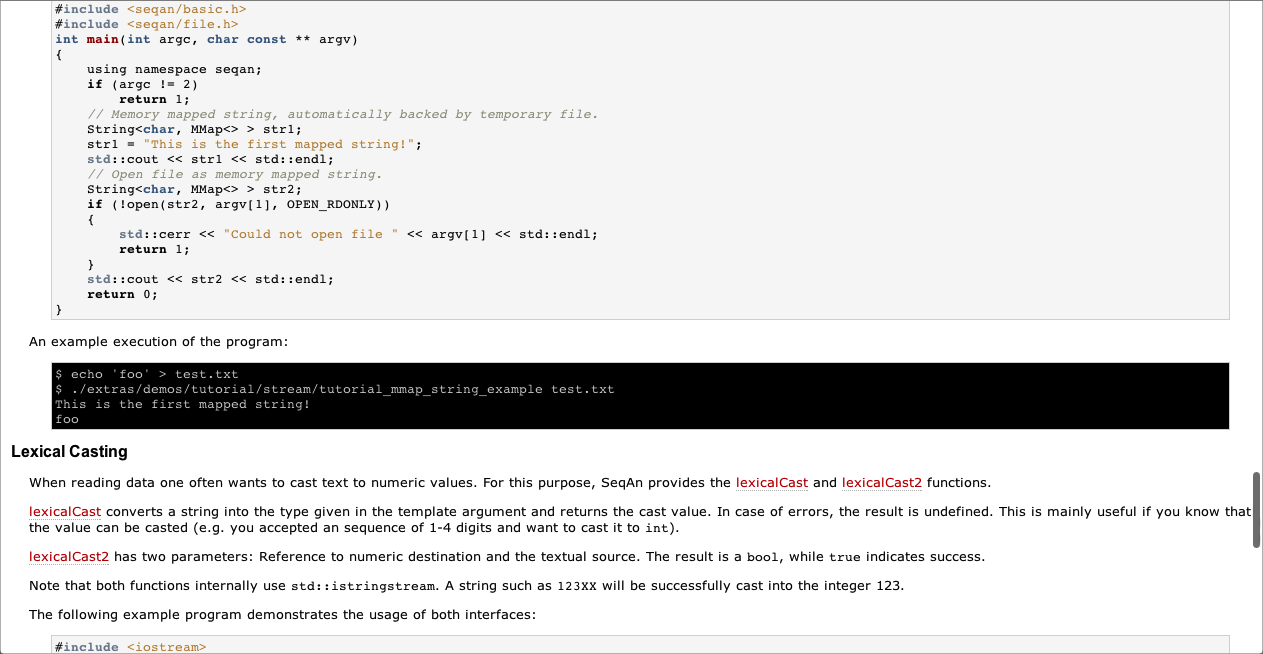 #include <seqan/basic.h>
#include <seqan/file.h>
int main(int argc, char const ** argv)
{
    using namespace seqan;
    if (argc != 2)
        return 1;
    // Memory mapped string, automatically backed by temporary file.
    String<char, MMap<> > str1;
    str1 = "This is the first mapped string!";
    std::cout << str1 << std::endl;
    // Open file as memory mapped string.
    String<char, MMap<> > str2;
    if (!open(str2, argv[1], OPEN_RDONLY))
    {
        std::cerr << "Could not open file " << argv[1] << std::endl;
        return 1;
    }
    std::cout << str2 << std::endl;
    return 0;
}
An example execution of the program:
$ echo 'foo' > test.txt
$ ./extras/demos/tutorial/stream/tutorial_mmap_string_example test.txt
This is the first mapped string!
foo
Lexical Casting
When reading data one often wants to cast text to numeric values. For this purpose, SeqAn provides the lexicalCast and lexicalCast2 functions.
lexicalCast converts a string into the type given in the template argument and returns the cast value. In case of errors, the result is undefined. This is mainly useful if you know that
the value can be casted (e.g. you accepted an sequence of 1-4 digits and want to cast it to int).
lexicalCast2 has two parameters: Reference to numeric destination and the textual source. The result is a bool, while true indicates success.
Note that both functions internally use std::istringstream. A string such as 123XX will be successfully cast into the integer 123.
The following example program demonstrates the usage of both interfaces:
#include <iostream>